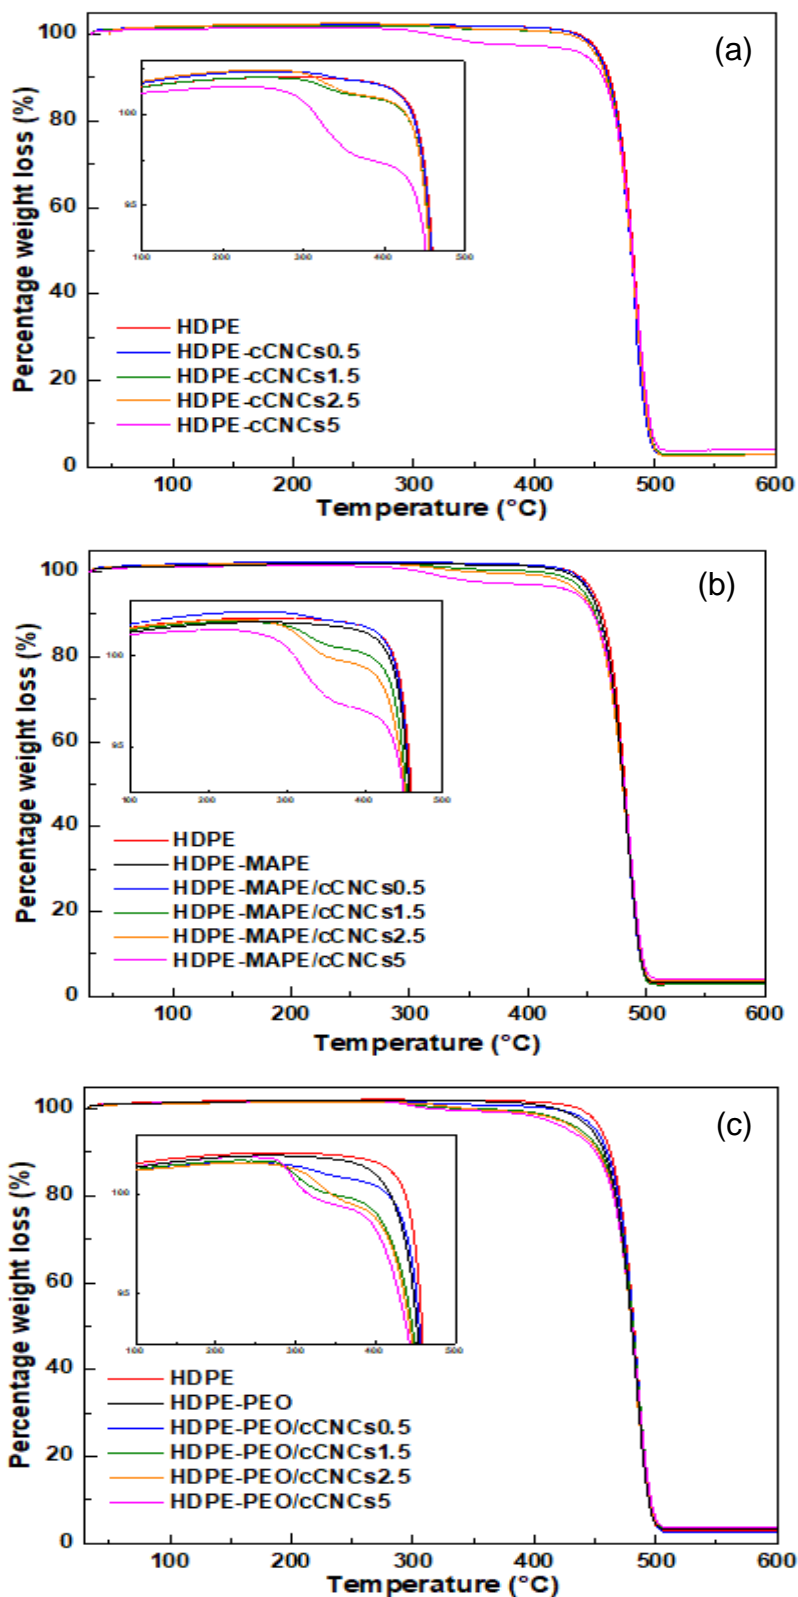 (a)
Percentage weight loss (%)
100
80
60
40
20
0
100
95
100
200
300
400
500
HDPE
HDPE-cCNCs0.5
HDPE-cCNCs1.5
HDPE-cCNCs2.5
HDPE-cCNCs5
100
200
300
400
500
600
Temperature (°C)
(b)
Percentage weight loss (%)
100
80
60
40
20
0
100
95
100
200
300
400
500
HDPE
HDPE-MAPE
HDPE-MAPE/cCNCs0.5
HDPE-MAPE/cCNCs1.5
HDPE-MAPE/cCNCs2.5
HDPE-MAPE/cCNCs5
100
200
300
400
500
600
Temperature (°C)
(c)
Percentage weight loss (%)
100
80
60
40
20
0
100
95
100
200
300
400
500
HDPE
HDPE-PEO
HDPE-PEO/cCNCs0.5
HDPE-PEO/cCNCs1.5
HDPE-PEO/cCNCs2.5
HDPE-PEO/cCNCs5
100
200
300
400
500
600
Temperature (°C)